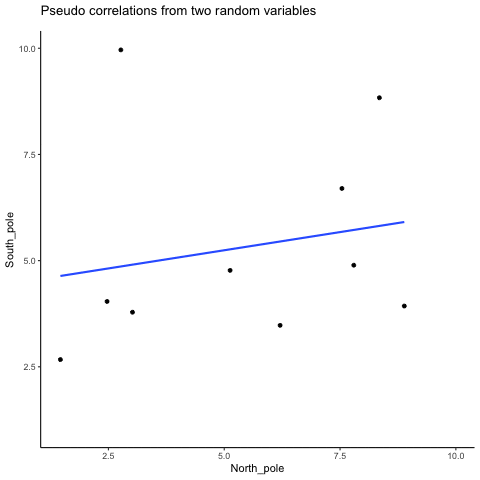 Pseudo correlations from two random variables
10.0
7.5
5.0
2.5
South_pole
2.5 5.0 7.5 10.0
North_pole